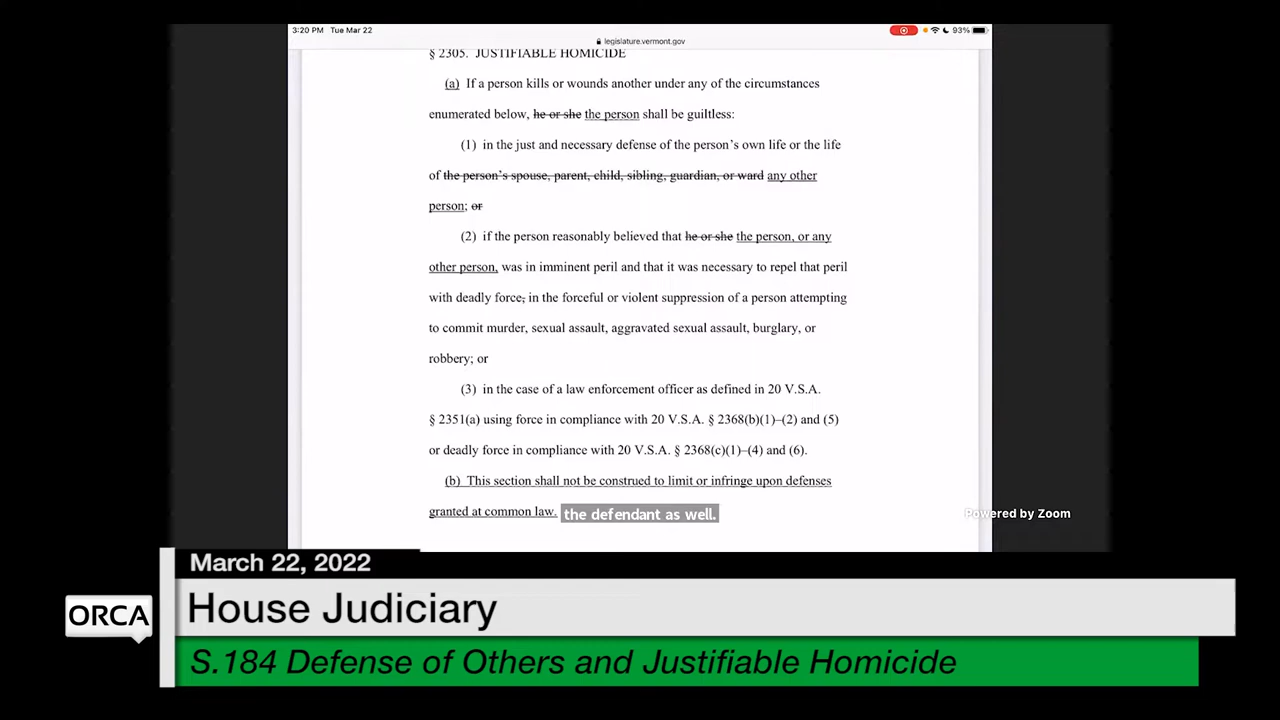 3:20 PM Tue Mar 22
93%
legislature.vermont.gov
§ 2305. JUSTIFIABLE HOMICIDE
(a) If a person kills or wounds another under any of the circumstances
enumerated below, he or she the person shall be guiltless:
(1) in the just and necessary defense of the person’s own life or the life
of the person’s spouse, parent, child, sibling, guardian, or ward any other
person; or
(2) if the person reasonably believed that he or she the person, or any
other person, was in imminent peril and that it was necessary to repel that peril
with deadly force, in the forceful or violent suppression of a person attempting
to commit murder, sexual assault, aggravated sexual assault, burglary, or
robbery; or
(3) in the case of a law enforcement officer as defined in 20 V.S.A.
§ 2351(a) using force in compliance with 20 V.S.A. § 2368(b)(1)–(2) and (5)
or deadly force in compliance with 20 V.S.A. § 2368(c)(1)–(4) and (6).
(b) This section shall not be construed to limit or infringe upon defenses
granted at common law.
the defendant as well.
Powered by Zoom
March 22, 2022
ORCA
House Judiciary
S.184 Defense of Others and Justifiable Homicide